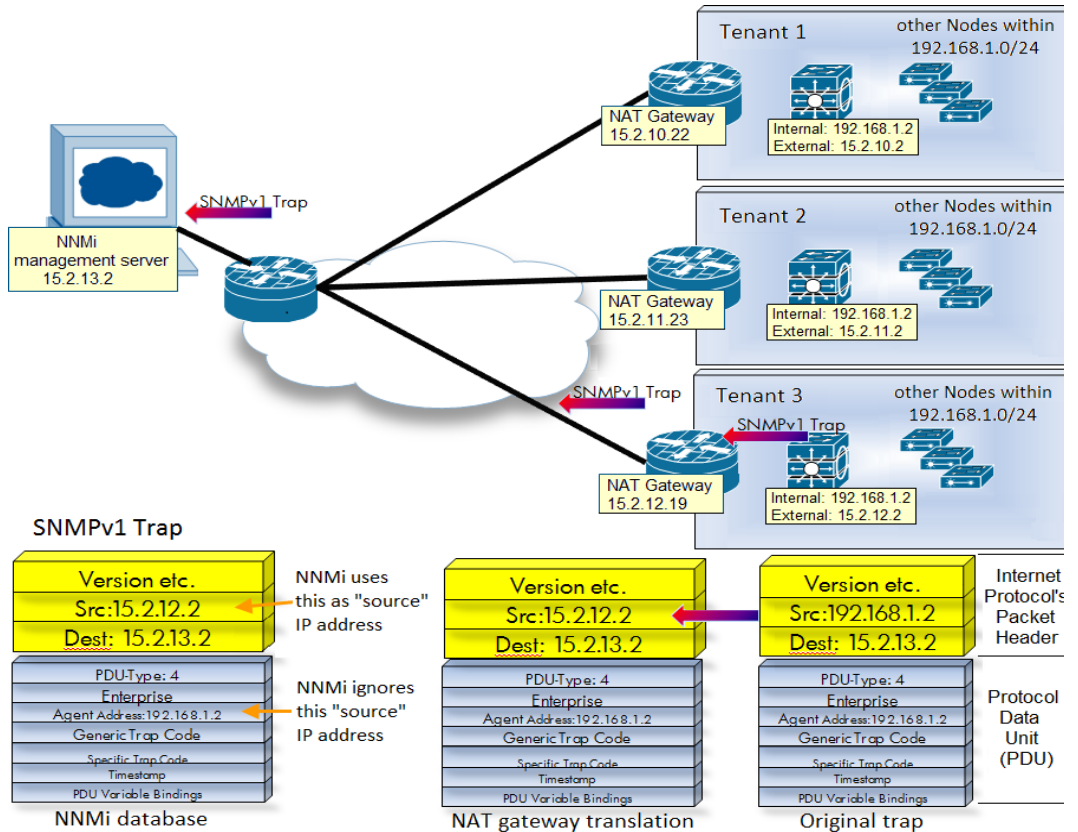 Tenant 1
other Nodes within
192.168.1.0/24
NAT Gateway
15.2.10.22
Internal: 192.168.1.2
External: 15.2.10.2
SNMPv1 Trap
NNMi
management server
15.2.13.2
Tenant 2
other Nodes within
192.168.1.0/24
NAT Gateway
15.2.11.23
Internal: 192.168.1.2
External: 15.2.11.2
SNMPv1 Trap
Tenant 3
other Nodes within
192.168.1.0/24
SNMPv1 Trap
NAT Gateway
15.2.12.19
Internal: 192.168.1.2
External: 15.2.12.2
SNMPv1 Trap
Version etc.
Src:15.2.12.2
Dest: 15.2.13.2
NNMi uses
this as "source"
IP address
PDU-Type: 4
Enterprise
Agent Address:192.168.1.2
Generic Trap Code
Specific Trap Code
Timestamp
PDU Variable Bindings
NNMi ignores
this "source"
IP address
NNMi database
Version etc.
Src:15.2.12.2
Dest: 15.2.13.2
PDU-Type: 4
Enterprise
Agent Address:192.168.1.2
Generic Trap Code
Specific Trap Code
Timestamp
PDU Variable Bindings
NAT gateway translation
Version etc.
Src:192.168.1.2
Dest: 15.2.13.2
PDU-Type: 4
Enterprise
Agent Address:192.168.1.2
Generic Trap Code
Specific Trap Code
Timestamp
PDU Variable Bindings
Original trap
Internet
Protocol's
Packet
Header
Protocol
Data
Unit
(PDU)